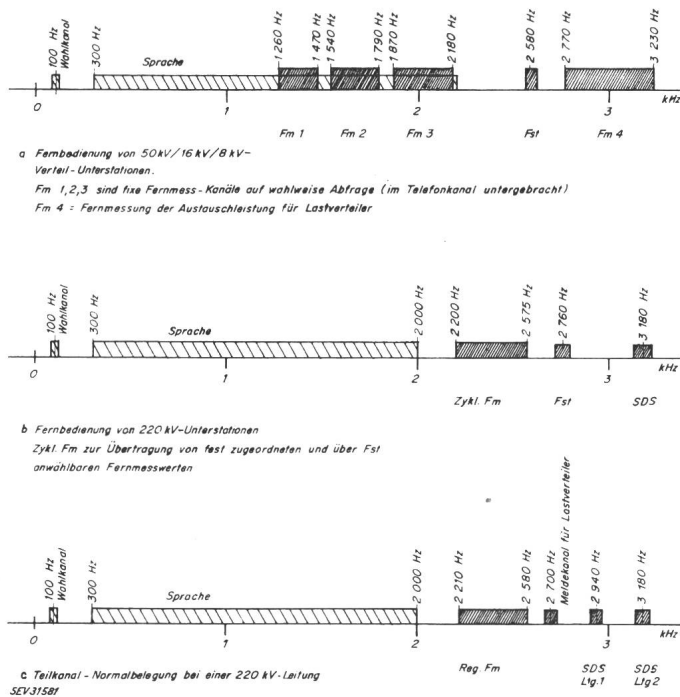 100 Hz
Wahlkanal
300 Hz
Sprache
1 260 Hz
1 470 Hz
1 540 Hz
1 790 Hz
1 870 Hz
2 180 Hz
2 580 Hz
2 770 Hz
3 230 Hz
0 1 2 3 kHz
Fm 1 Fm 2 Fm 3 Fst Fm 4
a Fernbedienung von 50kV/16 kV/8 kV-
Verteil-Unterstationen.
Fm 1,2,3 sind fixe Fernmess-Kanäle auf wahlweise Abfrage (im Telefonkanal untergebracht)
Fm 4 = Fernmessung der Austauschleistung für Lastverteiler
100 Hz
Wahlkanal
300 Hz
Sprache
2 000 Hz
2 200 Hz
2 575 Hz
2 760 Hz
3 180 Hz
0 1 2 3 kHz
Zykl. Fm Fst SDS
b Fernbedienung von 220 kV-Unterstationen
Zykl. Fm zur Übertragung von fest zugeordneten und über Fst
anwählbaren Fernmesswerten
100 Hz
Wahlkanal
300 Hz
Sprache
2 000 Hz
2 210 Hz
2 580 Hz
2 700 Hz
Meldekanal für Lastverteiler
2 940 Hz
3 180 Hz
0 1 2 3 kHz
Reg. Fm SDS SDS
Ltg.1 Ltg 2
c Teilkanal - Normalbelegung bei einer 220 kV-Leitung
SEV31581